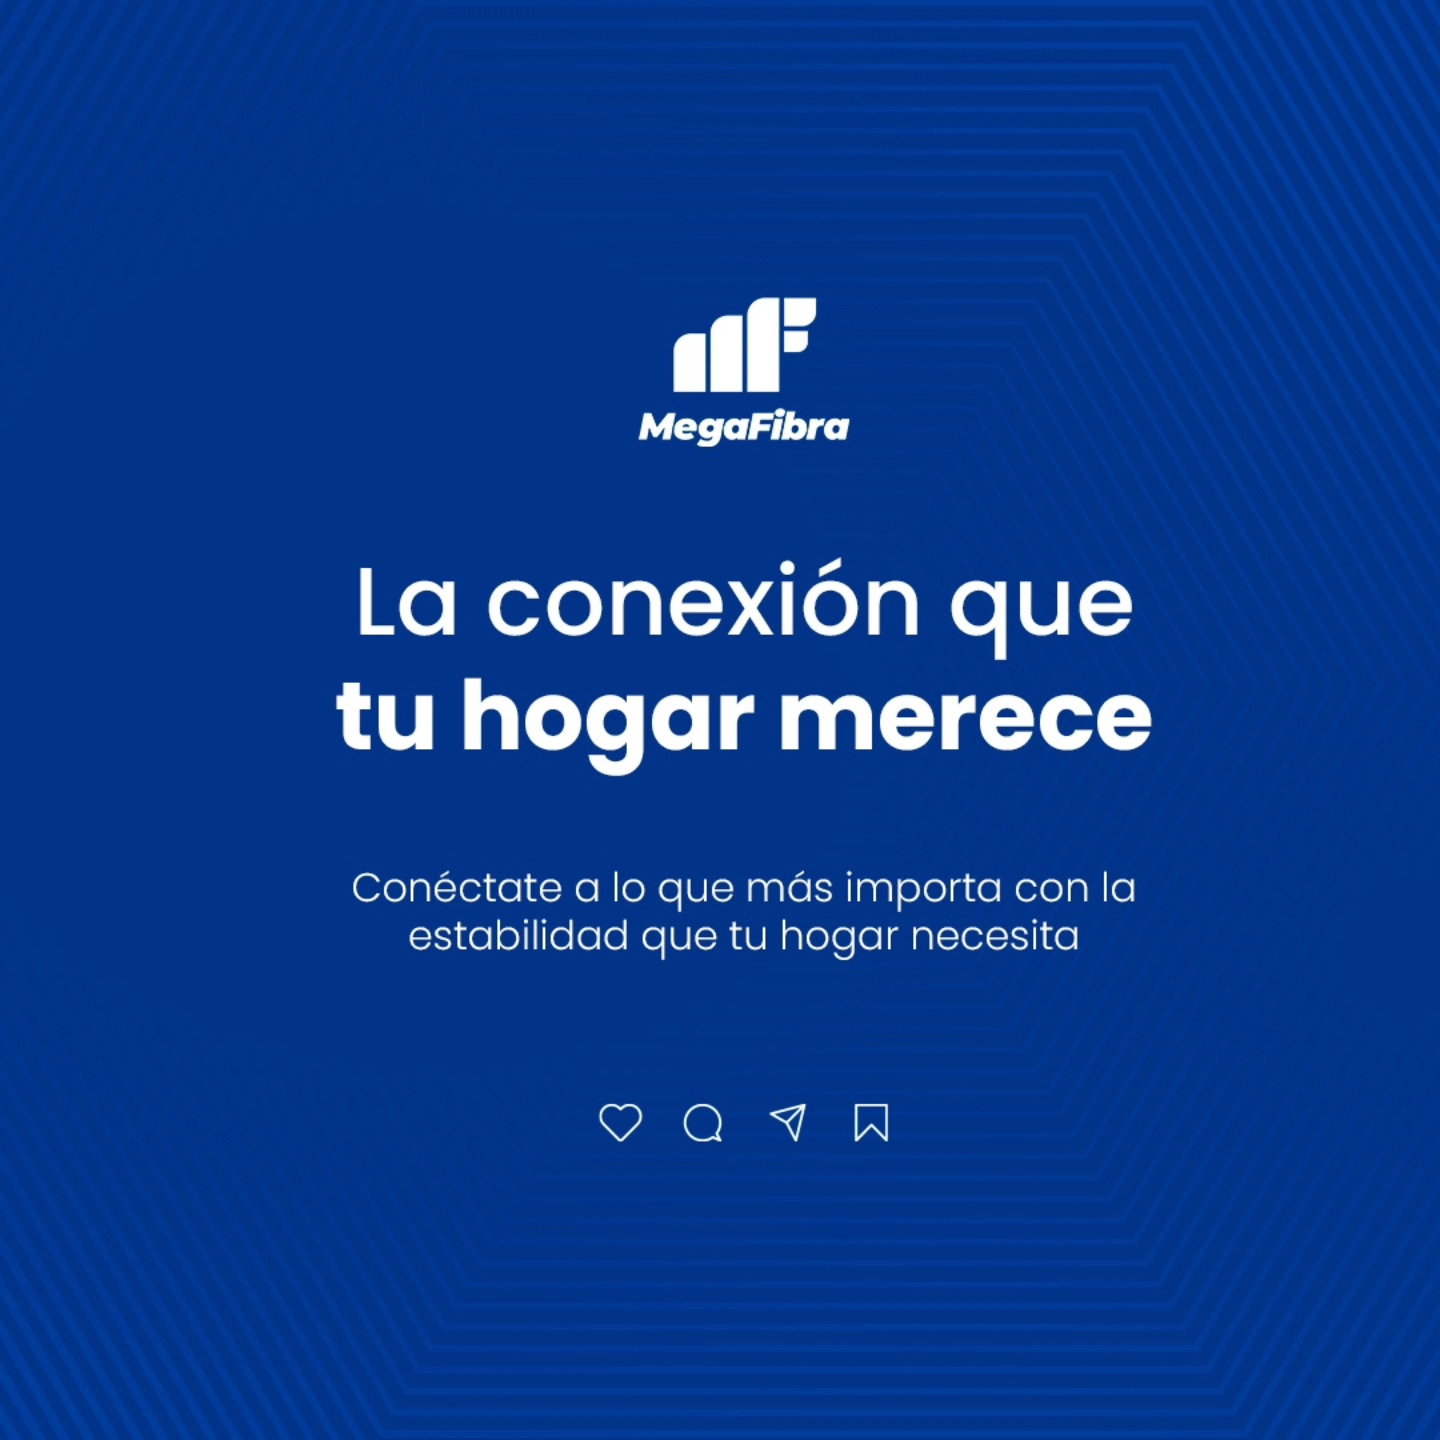 MegaFibra
La conexión que
tu hogar merece
Conéctate a lo que más importa con la
estabilidad que tu hogar necesita